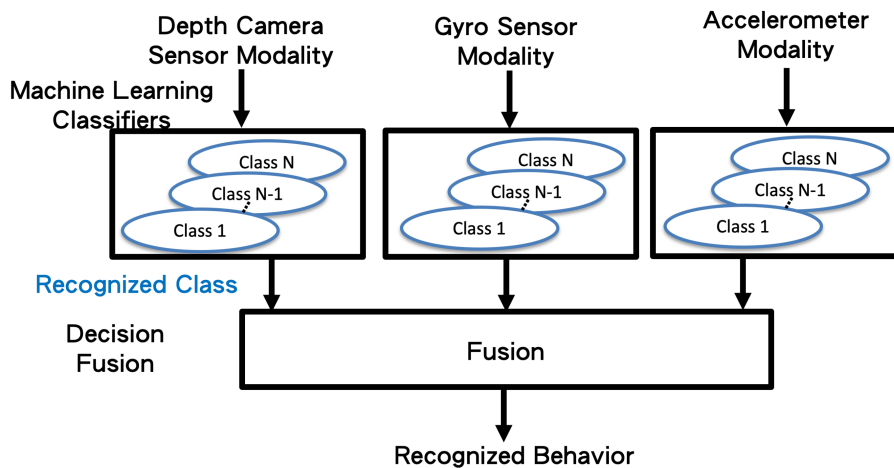 Depth Camera
Sensor Modality
Gyro Sensor
Modality
Accelerometer
Modality
Machine Learning
Classifiers
Class N
Class N-1
Class 1
Class N
Class N-1
Class 1
Class N
Class N-1
Class 1
Recognized Class
Decision
Fusion
Fusion
Recognized Behavior